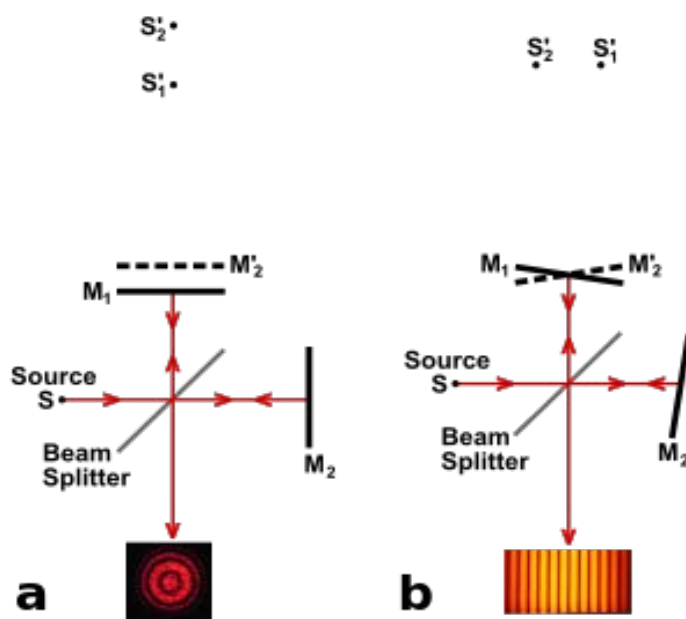 S'₂
S'₁
M'₂
M₁
Source
S
Beam
Splitter
M₂
a
S'₂ S'₁
M₁ M'₂
Source
S
Beam
Splitter
M₂
b